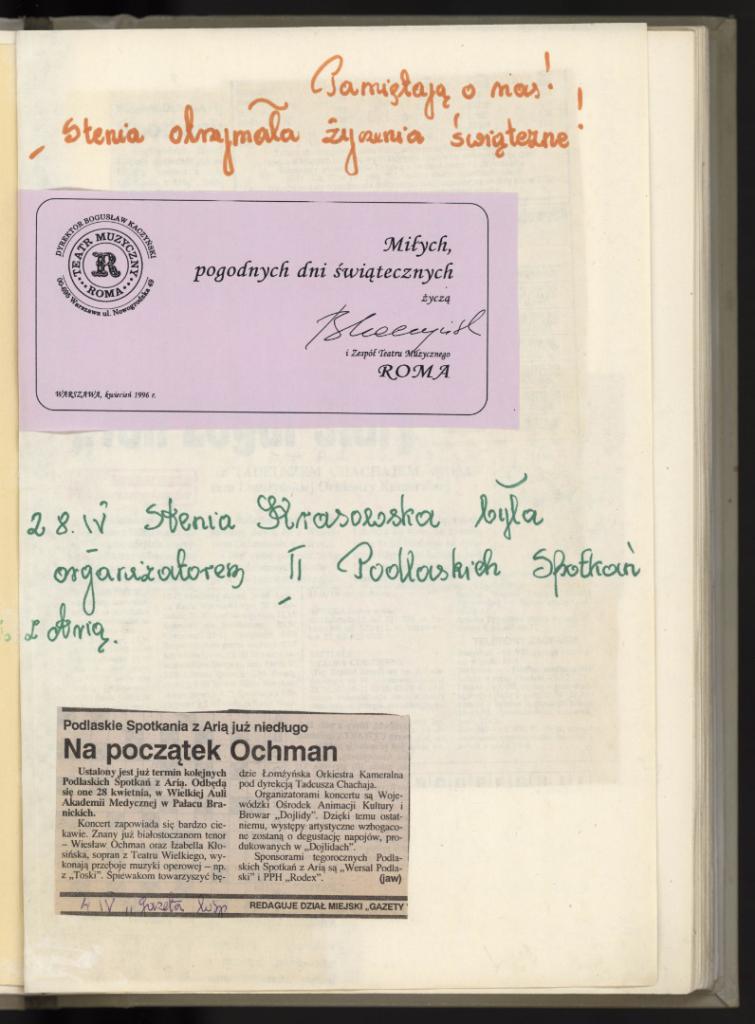 Pamiętają o nas!
Stenia otrzymała życzenia świąteczne!
DYREKTOR BOGUSŁAW KACZYŃSKI
TEATR MUZYCZNY
R
ROMA
00-695 Warszawa ul. Nowogrodzka 49
Miłych,
pogodnych dni świątecznych
życzą
i Zespół Teatru Muzycznego
ROMA
WARSZAWA, kwiecień 1996 r.
28. IV Stenia Krasowska była
organizatorem II Podlaskich Spotkań
z Arią.
Podlaskie Spotkania z Arią już niedługo
Na początek Ochman
Ustalony jest już termin kolejnych
Podlaskich Spotkań z Arią. Odbędą
się one 28 kwietnia, w Wielkiej Auli
Akademii Medycznej w Pałacu Bra-
nickich.
Koncert zapowiada się bardzo cie-
kawie. Znany już białostoczanom tenor
– Wiesław Ochman oraz Izabella Kło-
sińska, sopran z Teatru Wielkiego, wy-
konają przeboje muzyki operowej – np.
z „Toski". Śpiewakom towarzyszyć bę-
dzie Łomżyńska Orkiestra Kameralna
pod dyrekcją Tadeusza Chachaja.
Organizatorami koncertu są Woje-
wódzki Ośrodek Animacji Kultury i
Browar „Dojlidy". Dzięki temu ostat-
niemu, występy artystyczne wzbogaco-
ne zostaną o degustację napojów, pro-
dukowanych w „Dojlidach".
Sponsorami tegorocznych Podla-
skich Spotkań z Arią są „Wersal Podla-
ski" i PPH „Rodex". (jaw)
4 IV „Gazeta Wsp
REDAGUJE DZIAŁ MIEJSKI „GAZETY